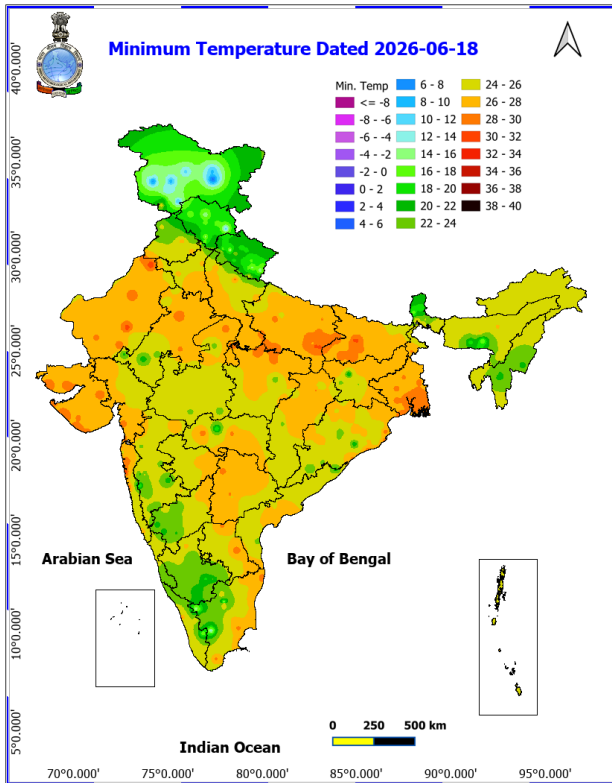 Minimum Temperature Dated 2026-06-18
Min. Temp
<= -8
-8 - -6
-6 - -4
-4 - -2
-2 - 0
0 - 2
2 - 4
4 - 6
6 - 8
8 - 10
10 - 12
12 - 14
14 - 16
16 - 18
18 - 20
20 - 22
22 - 24
24 - 26
26 - 28
28 - 30
30 - 32
32 - 34
34 - 36
36 - 38
38 - 40
40°0.000'
35°0.000'
30°0.000'
25°0.000'
20°0.000'
15°0.000'
10°0.000'
5°0.000'
Arabian Sea
Bay of Bengal
Indian Ocean
0 250 500 km
70°0.000' 75°0.000' 80°0.000' 85°0.000' 90°0.000' 95°0.000'